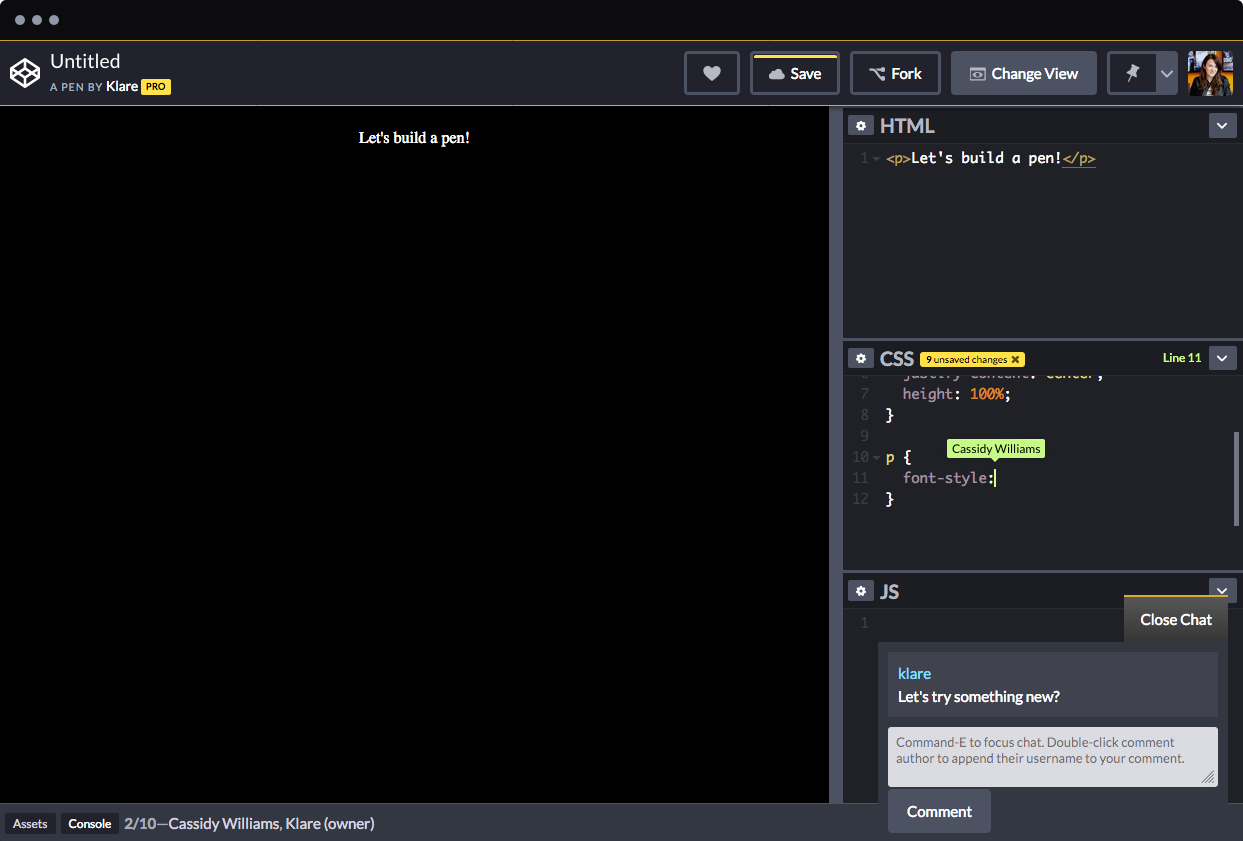 Untitled
A PEN BY Klare PRO
Save
Fork
Change View
Let's build a pen!
HTML
1 <p>Let's build a pen!</p>
CSS 9 unsaved changes ×
Line 11
6 justify-content: center;
7 height: 100%;
8 }
9
Cassidy Williams
10 p {
11 font-style:
12 }
JS
1
Close Chat
klare
Let's try something new?
Command-E to focus chat. Double-click comment
author to append their username to your comment.
Comment
Assets Console 2/10—Cassidy Williams, Klare (owner)